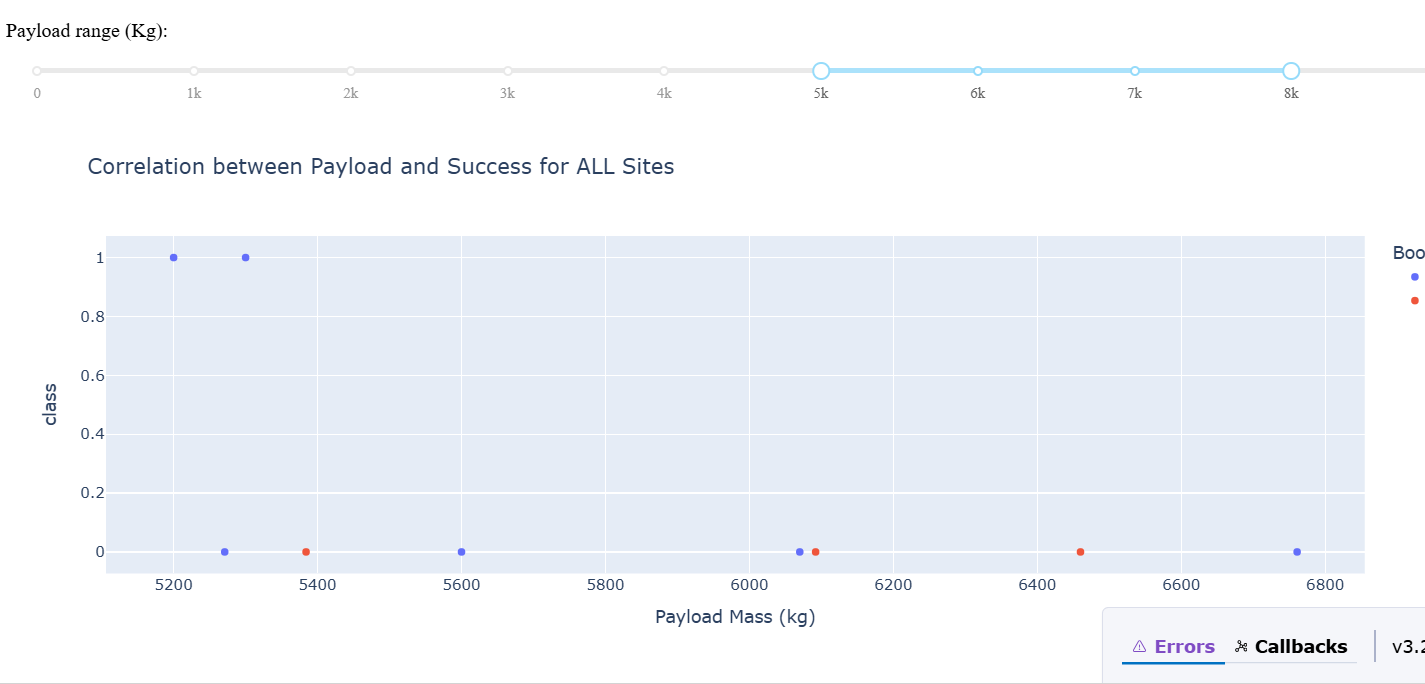 Payload range (Kg):
0 1k 2k 3k 4k 5k 6k 7k 8k
Correlation between Payload and Success for ALL Sites
Boo
1
0.8
0.6
0.4
0.2
0
class
5200 5400 5600 5800 6000 6200 6400 6600 6800
Payload Mass (kg)
Errors Callbacks v3.2